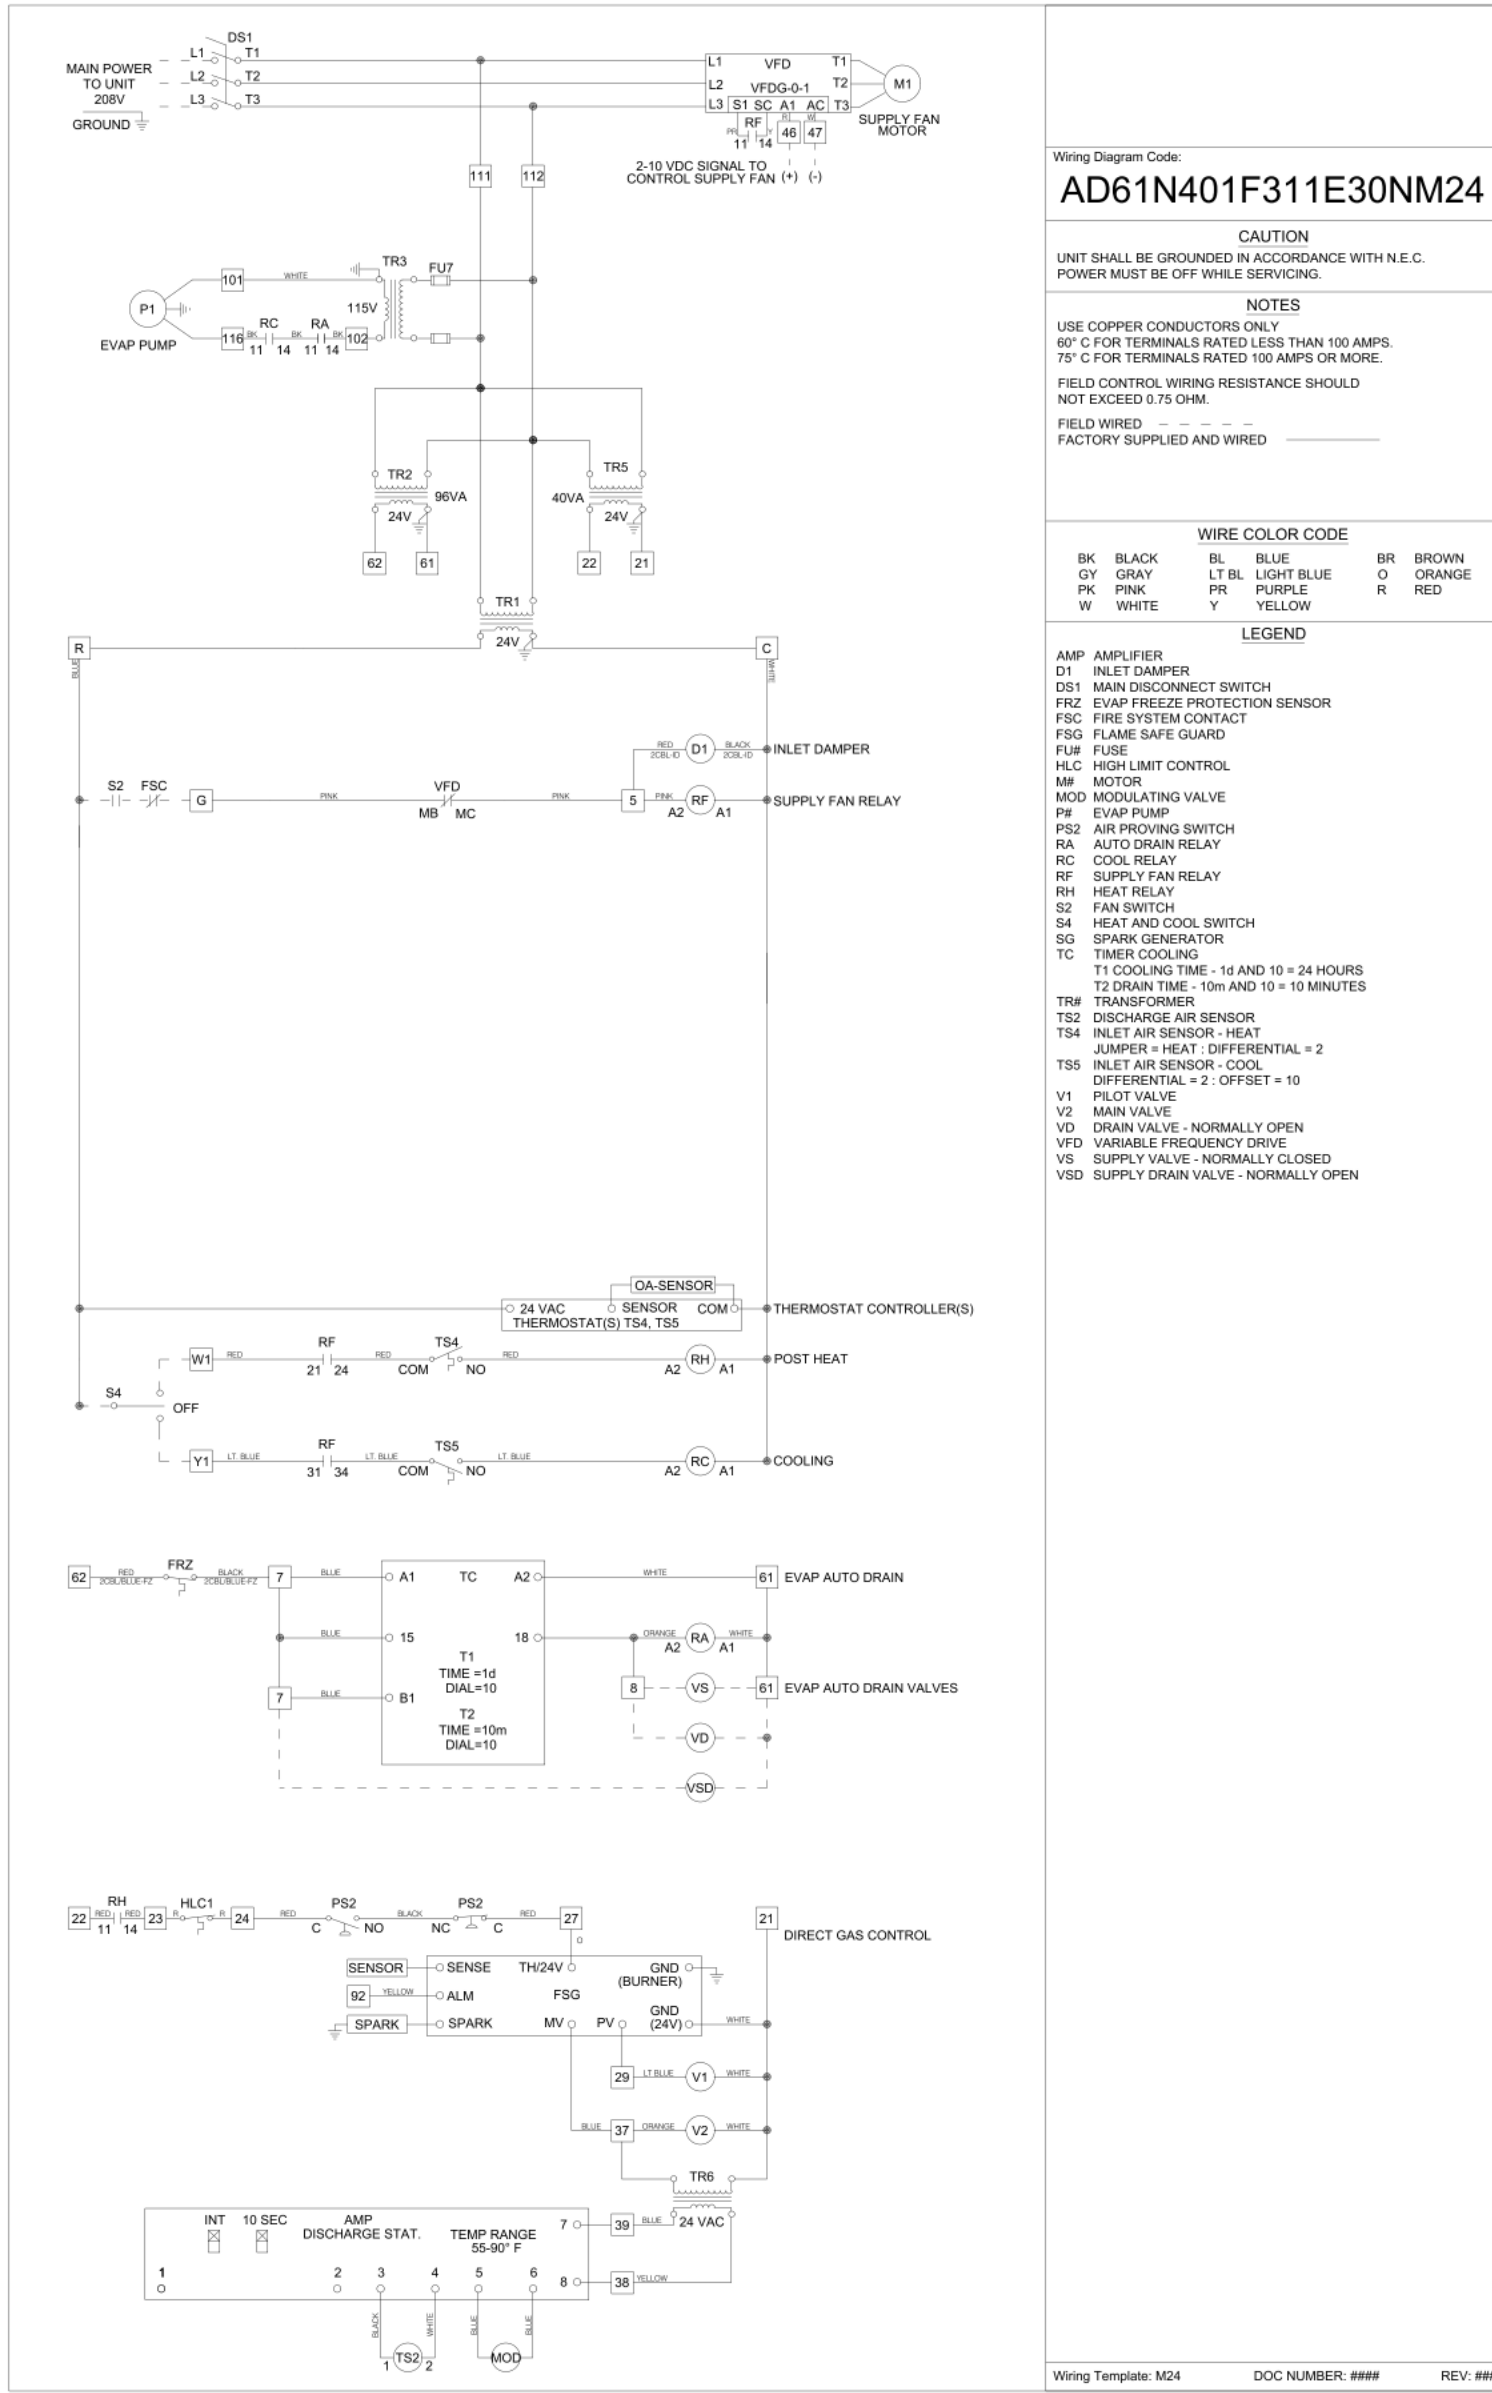 DS1
L1 T1
L2 T2
L3 T3
MAIN POWER
TO UNIT
208V
GROUND
L1 VFD T1
L2 VFDG-0-1 T2
L3 S1 SC A1 AC T3
M1
SUPPLY FAN
MOTOR
PR RF Y R W
11 14 46 47
2-10 VDC SIGNAL TO
CONTROL SUPPLY FAN (+) (-)
111 112
TR3 FU7
101 WHITE
P1 115V
EVAP PUMP
116 BK RC BK RA BK 102
11 14 11 14
TR2 96VA
24V
62 61
TR5
40VA
24V
22 21
TR1
24V
R C
BLUE WHITE
RED 2CBL-ID D1 BLACK 2CBL-ID INLET DAMPER
S2 FSC G PINK VFD PINK 5 PINK RF SUPPLY FAN RELAY
MB MC A2 A1
OA-SENSOR
24 VAC SENSOR COM THERMOSTAT CONTROLLER(S)
THERMOSTAT(S) TS4, TS5
W1 RED RF RED TS4 RED RH POST HEAT
21 24 COM NO A2 A1
S4 OFF
Y1 LT. BLUE RF LT. BLUE TS5 LT. BLUE RC COOLING
31 34 COM NO A2 A1
62 RED 2CBL/BLUE-FZ FRZ BLACK 2CBL/BLUE-FZ 7 BLUE A1 TC A2 WHITE 61 EVAP AUTO DRAIN
BLUE 15 18 ORANGE RA WHITE
A2 A1
T1
TIME =1d
DIAL=10
8 VS 61 EVAP AUTO DRAIN VALVES
7 BLUE B1
T2
TIME =10m
DIAL=10
VD
VSD
22 RED RH RED 23 R HLC1 R 24 RED PS2 BLACK PS2 RED 27 21
11 14 C NO NC C
DIRECT GAS CONTROL
O
SENSOR SENSE TH/24V GND
(BURNER)
92 YELLOW ALM FSG
SPARK SPARK MV PV GND
(24V) WHITE
29 LT BLUE V1 WHITE
BLUE 37 ORANGE V2 WHITE
TR6
24 VAC
INT 10 SEC AMP
DISCHARGE STAT.
TEMP RANGE
55-90° F
7 39 BLUE
8 38 YELLOW
1 2 3 4 5 6
BLACK WHITE BLUE BLUE
1 TS2 2 MOD
Wiring Diagram Code:
AD61N401F311E30NM24
CAUTION
UNIT SHALL BE GROUNDED IN ACCORDANCE WITH N.E.C.
POWER MUST BE OFF WHILE SERVICING.
NOTES
USE COPPER CONDUCTORS ONLY
60° C FOR TERMINALS RATED LESS THAN 100 AMPS.
75° C FOR TERMINALS RATED 100 AMPS OR MORE.
FIELD CONTROL WIRING RESISTANCE SHOULD
NOT EXCEED 0.75 OHM.
FIELD WIRED
FACTORY SUPPLIED AND WIRED
WIRE COLOR CODE
BK BLACK BL BLUE BR BROWN
GY GRAY LT BL LIGHT BLUE O ORANGE
PK PINK PR PURPLE R RED
W WHITE Y YELLOW
LEGEND
AMP AMPLIFIER
D1 INLET DAMPER
DS1 MAIN DISCONNECT SWITCH
FRZ EVAP FREEZE PROTECTION SENSOR
FSC FIRE SYSTEM CONTACT
FSG FLAME SAFE GUARD
FU# FUSE
HLC HIGH LIMIT CONTROL
M# MOTOR
MOD MODULATING VALVE
P# EVAP PUMP
PS2 AIR PROVING SWITCH
RA AUTO DRAIN RELAY
RC COOL RELAY
RF SUPPLY FAN RELAY
RH HEAT RELAY
S2 FAN SWITCH
S4 HEAT AND COOL SWITCH
SG SPARK GENERATOR
TC TIMER COOLING
T1 COOLING TIME - 1d AND 10 = 24 HOURS
T2 DRAIN TIME - 10m AND 10 = 10 MINUTES
TR# TRANSFORMER
TS2 DISCHARGE AIR SENSOR
TS4 INLET AIR SENSOR - HEAT
JUMPER = HEAT : DIFFERENTIAL = 2
TS5 INLET AIR SENSOR - COOL
DIFFERENTIAL = 2 : OFFSET = 10
V1 PILOT VALVE
V2 MAIN VALVE
VD DRAIN VALVE - NORMALLY OPEN
VFD VARIABLE FREQUENCY DRIVE
VS SUPPLY VALVE - NORMALLY CLOSED
VSD SUPPLY DRAIN VALVE - NORMALLY OPEN
Wiring Template: M24 DOC NUMBER: #### REV: ##